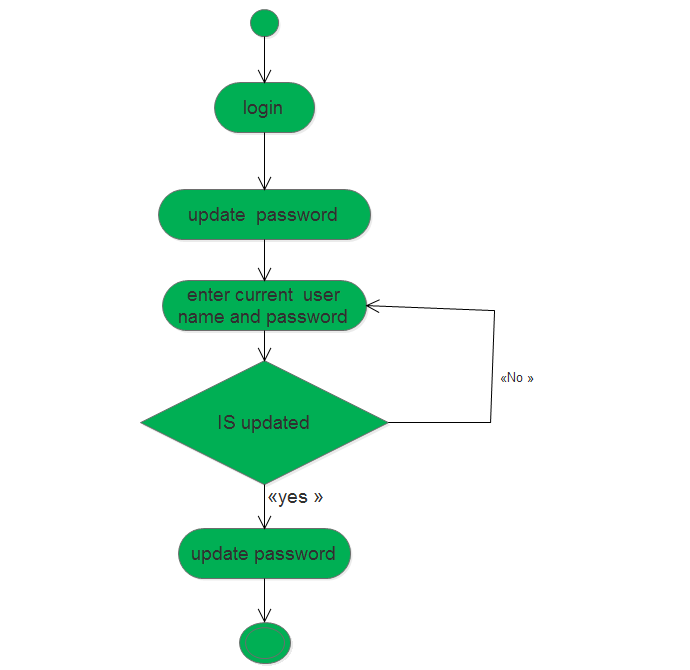 login
update  password
enter current  user
name and password
«No »
IS updated
«yes »
update password